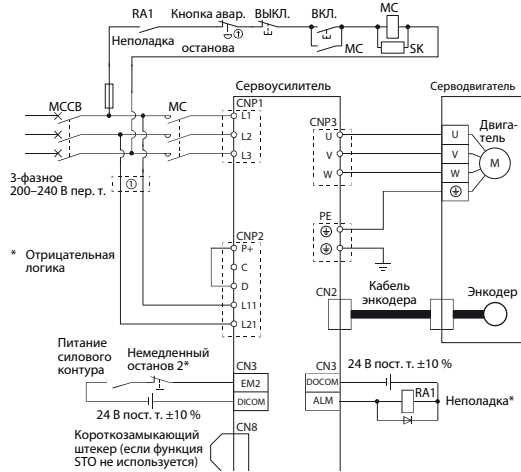 RA1 Кнопка авар. ВЫКЛ. ВКЛ. MC
Неполадка ① останова MC SK
Сервоусилитель Серводвигатель
MCCB MC CNP1
L1
L2
L3
CNP3
U
V
W
U
V
W
Двига-
тель
M
3-фазное
200–240 В пер. т.
①
PE
* Отрицательная
логика
CNP2
P+
C
D
L11
L21
CN2
Кабель
энкодера
Энкодер
Питание
силового
контура
Немедленный
останов 2*
CN3
EM2
DICOM
24 В пост. т. ±10 %
CN3
DOCOM
ALM
24 В пост. т. ±10 %
RA1
Неполадка*
Короткозамыкающий
штекер (если функция
STO не используется)
CN8